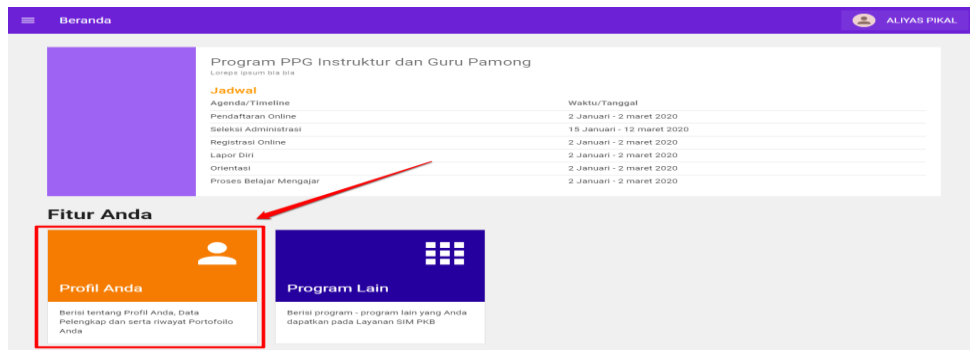 Beranda
ALIYAS PIKAL
Program PPG Instruktur dan Guru Pamong
Loreps ipsum bla bla
Jadwal
Agenda/Timeline Waktu/Tanggal
Pendaftaran Online 2 Januari - 2 maret 2020
Seleksi Administrasi 15 Januari - 12 maret 2020
Registrasi Online 2 Januari - 2 maret 2020
Lapor Diri 2 Januari - 2 maret 2020
Orientasi 2 Januari - 2 maret 2020
Proses Belajar Mengajar 2 Januari - 2 maret 2020
Fitur Anda
Profil Anda
Berisi tentang Profil Anda, Data
Pelengkap dan serta riwayat Portofoilo
Anda
Program Lain
Berisi program - program lain yang Anda
dapatkan pada Layanan SIM PKB